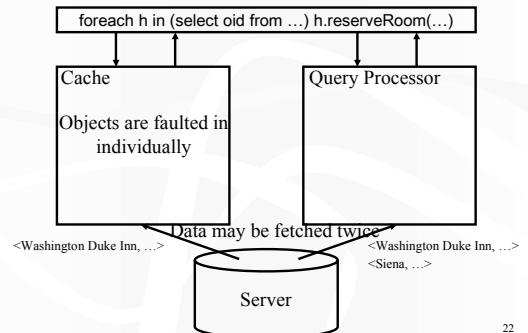 foreach h in (select oid from …) h.reserveRoom(…)
Cache
Query Processor
Objects are faulted in
individually
Data may be fetched twice
<Washington Duke Inn, …>
<Washington Duke Inn, …>
<Siena, …>
Server
22